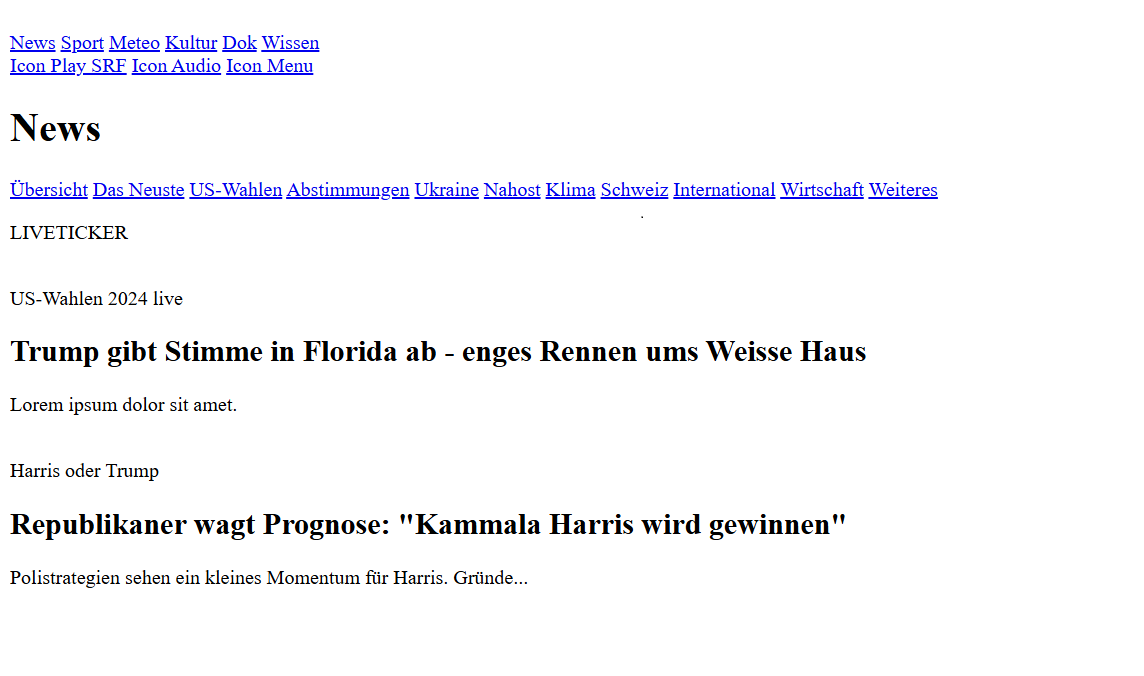 News Sport Meteo Kultur Dok Wissen
Icon Play SRF Icon Audio Icon Menu
News
Übersicht Das Neuste US-Wahlen Abstimmungen Ukraine Nahost Klima Schweiz International Wirtschaft Weiteres
LIVETICKER
US-Wahlen 2024 live
Trump gibt Stimme in Florida ab - enges Rennen ums Weisse Haus
Lorem ipsum dolor sit amet.
Harris oder Trump
Republikaner wagt Prognose: "Kammala Harris wird gewinnen"
Polistrategien sehen ein kleines Momentum für Harris. Gründe...